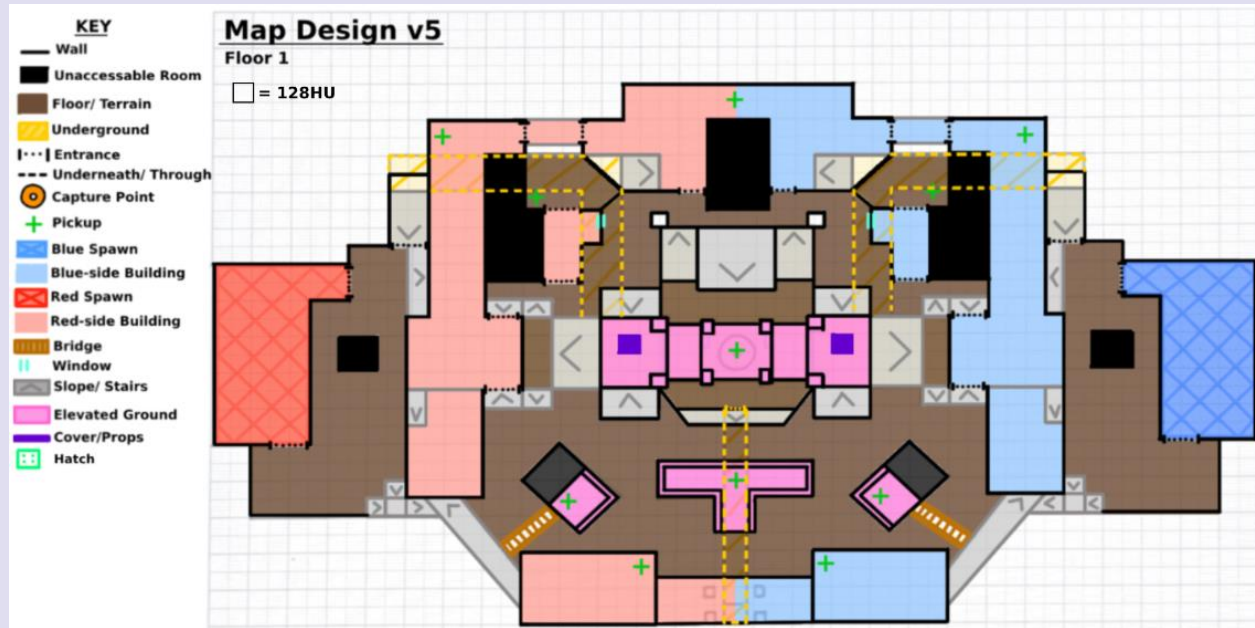 KEY
Wall
Unaccessable Room
Floor/ Terrain
Underground
Entrance
Underneath/ Through
Capture Point
Pickup
Blue Spawn
Blue-side Building
Red Spawn
Red-side Building
Bridge
Window
Slope/ Stairs
Elevated Ground
Cover/Props
Hatch
Map Design v5
Floor 1
= 128HU